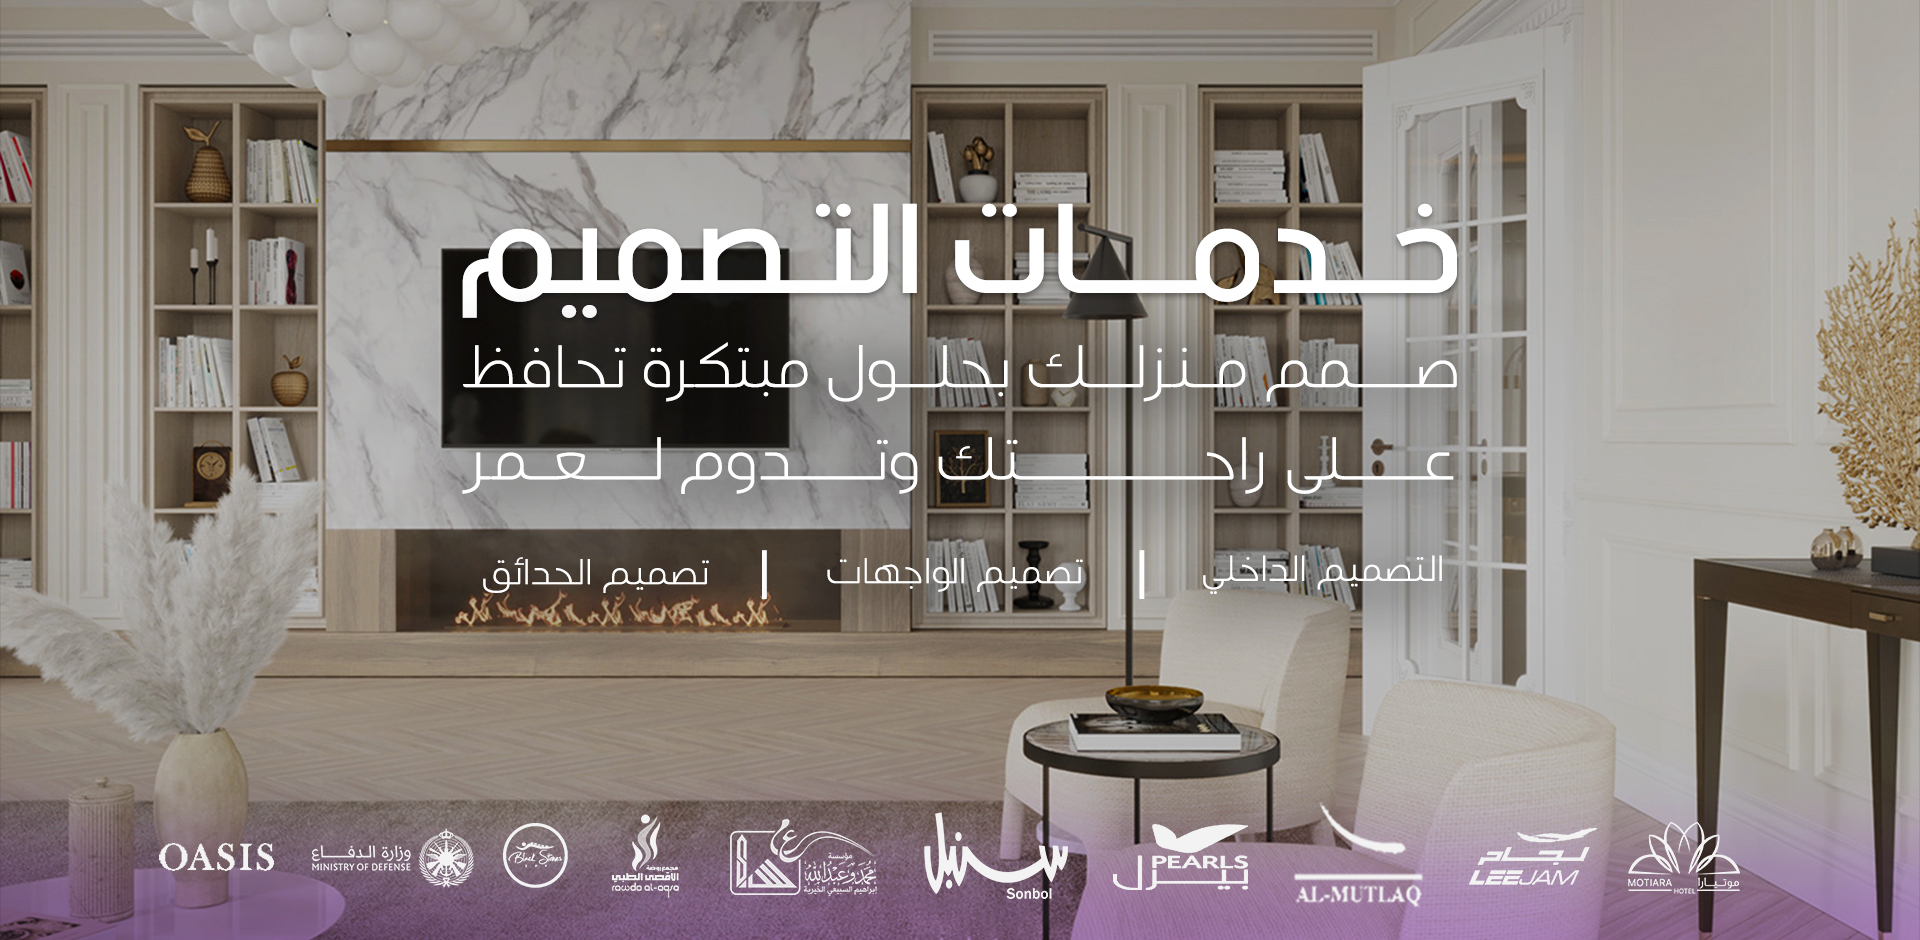 خدمات التصميم
صمم منزلك بحلول مبتكرة تحافظ
على راحتك وتدوم لعمر
التصميم الداخلي | تصميم الواجهات | تصميم الحدائق
OASIS
وزارة الدفاع
MINISTRY OF DEFENSE
Black Stones
مجمع روضة
الأقصى الطبي
rawda al-aqsa
مؤسسة
محمد وعبدالله
إبراهيم السبيعي الخيرية
سنبل
Sonbol
PEARLS
بيرل
AL-MUTLAQ
لجام
LEEJAM
MOTIARA موتيارا
HOTEL